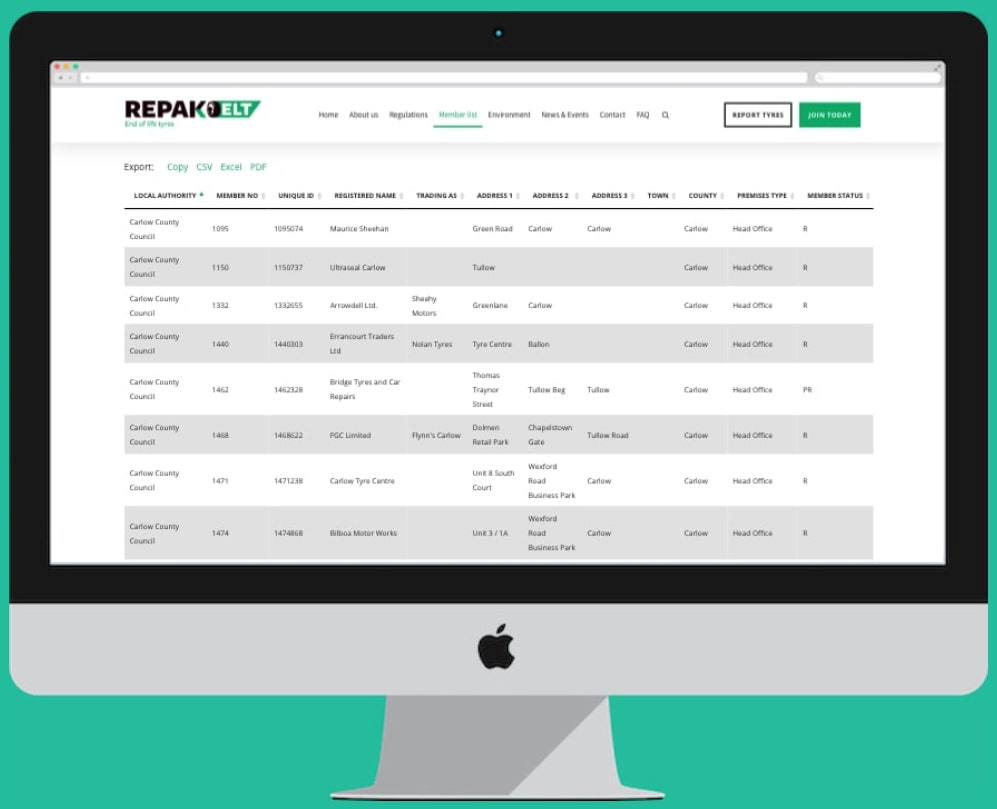 REPAK ELT
End of life tyres
Home About us Regulations Member list Environment News & Events Contact FAQ
REPORT TYRES JOIN TODAY
Export: Copy CSV Excel PDF
LOCAL AUTHORITY MEMBER NO UNIQUE ID REGISTERED NAME TRADING AS ADDRESS 1 ADDRESS 2 ADDRESS 3 TOWN COUNTY PREMISES TYPE MEMBER STATUS
Carlow County Council 1095 1095074 Maurice Sheehan Green Road Carlow Carlow Carlow Head Office R
Carlow County Council 1150 1150737 Ultraseal Carlow Tullow Carlow Head Office R
Carlow County Council 1332 1332655 Arrowdell Ltd. Sheehy Motors Greenlane Carlow Carlow Head Office R
Carlow County Council 1440 1440303 Errancourt Traders Ltd Nolan Tyres Tyre Centre Ballon Carlow Head Office R
Carlow County Council 1462 1462328 Bridge Tyres and Car Repairs Thomas Traynor Street Tullow Beg Tullow Carlow Head Office PR
Carlow County Council 1468 1468622 FGC Limited Flynn's Carlow Dolmen Retail Park Chapelstown Gate Tullow Road Carlow Head Office R
Carlow County Council 1471 1471238 Carlow Tyre Centre Unit 8 South Court Wexford Road Business Park Carlow Carlow Head Office R
Carlow County Council 1474 1474868 Bilboa Motor Works Unit 3 / 1A Wexford Road Business Park Carlow Carlow Head Office R